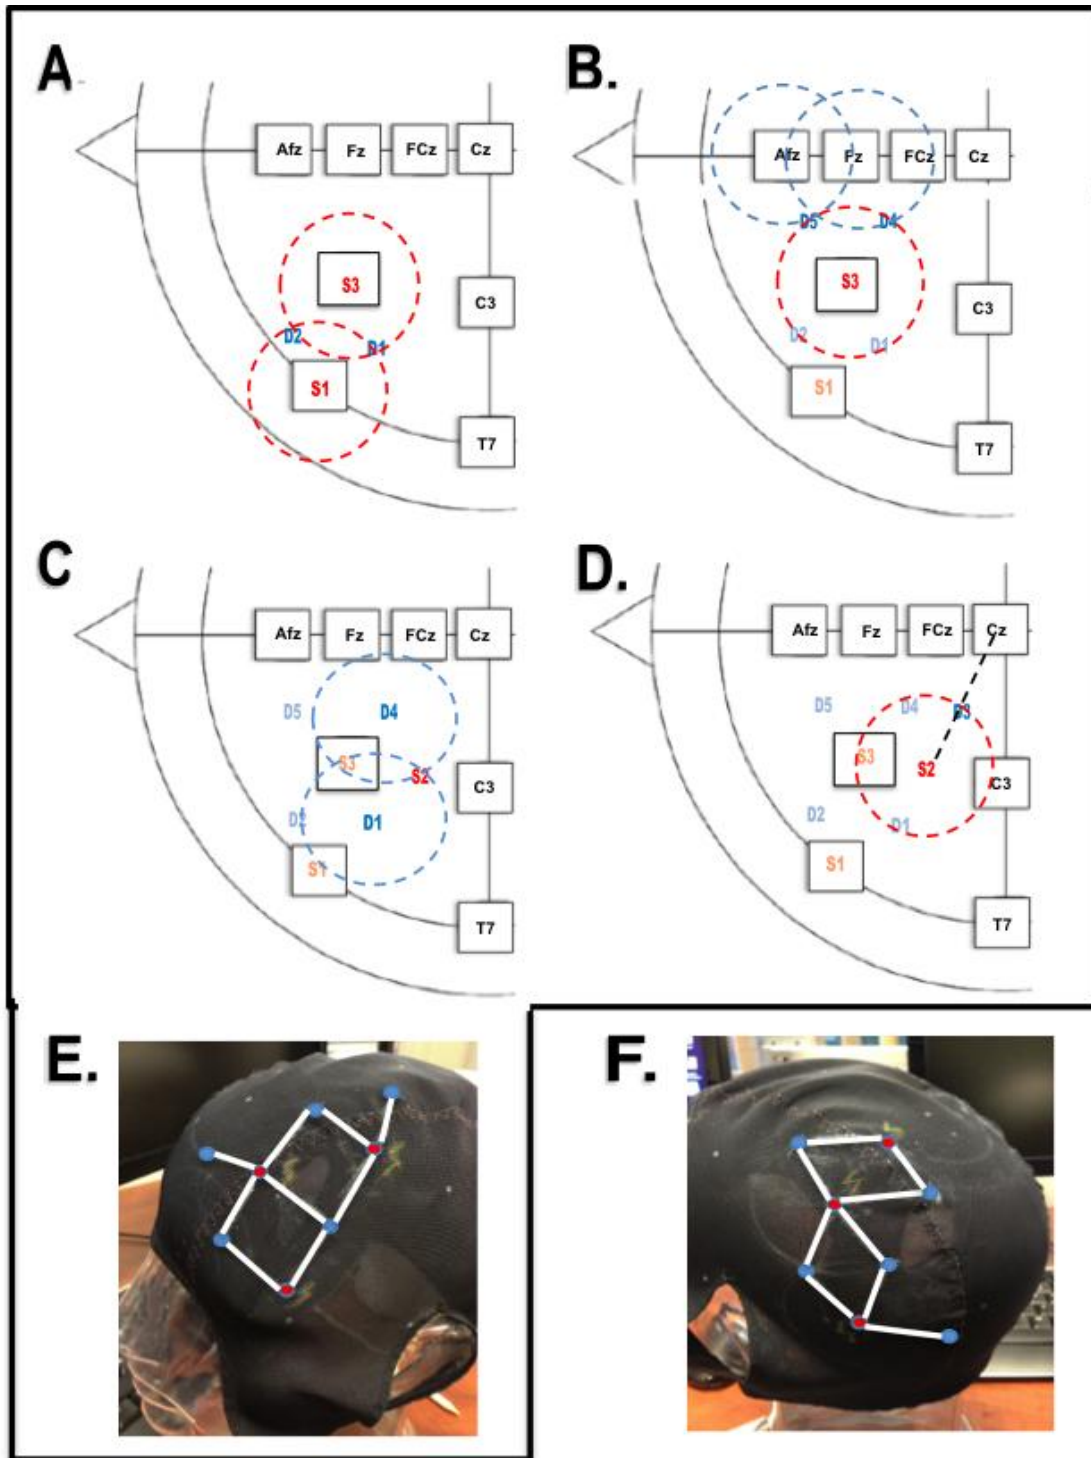 A
B.
Afz Fz FCz Cz
Afz Fz FCz Cz
D5 D4
S3
S3
C3
C3
D2 D1
D2 D1
S1
S1
T7
T7
C
D.
Afz Fz FCz Cz
Afz Fz FCz Cz
D5 D4
D5 D4 D3
S3 S2
S3 S2
C3
C3
D2 D1
D2 D1
S1
S1
T7
T7
E.
F.